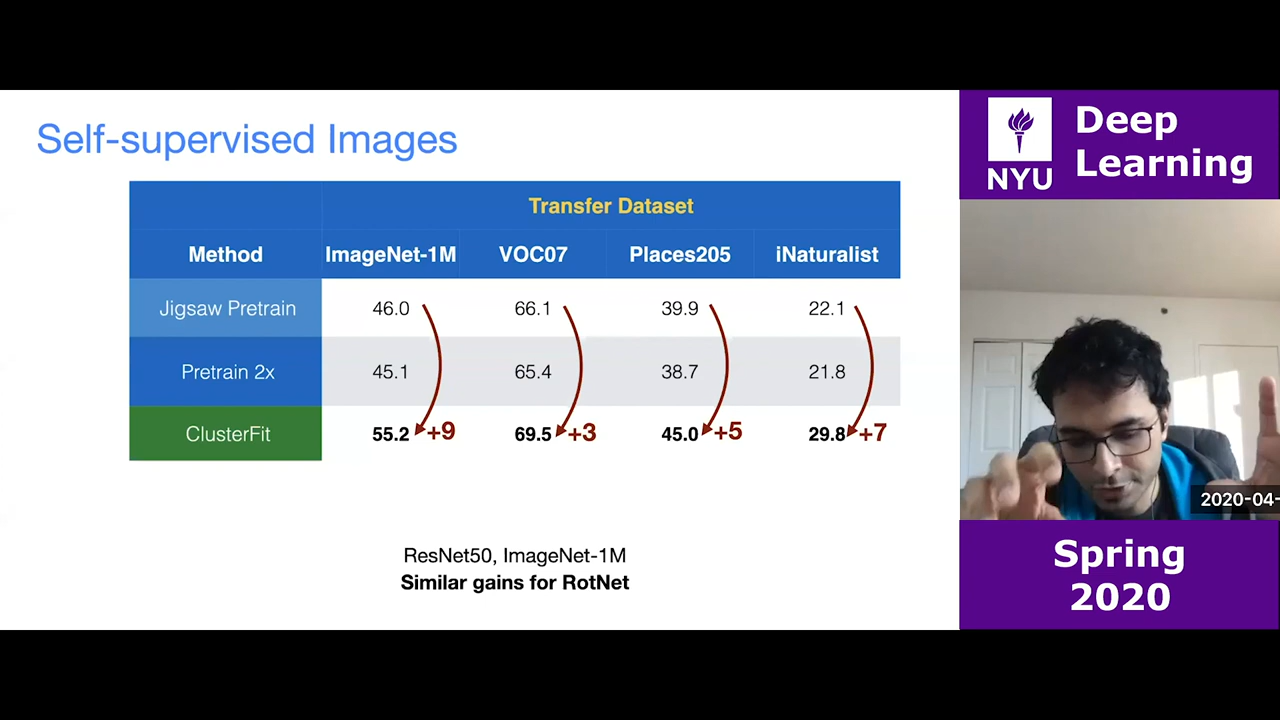 Self-supervised Images
Transfer Dataset
Method ImageNet-1M VOC07 Places205 iNaturalist
Jigsaw Pretrain 46.0 66.1 39.9 22.1
Pretrain 2x 45.1 65.4 38.7 21.8
ClusterFit 55.2 +9 69.5 +3 45.0 +5 29.8 +7
ResNet50, ImageNet-1M
Similar gains for RotNet
NYU
Deep
Learning
2020-04-
Spring
2020